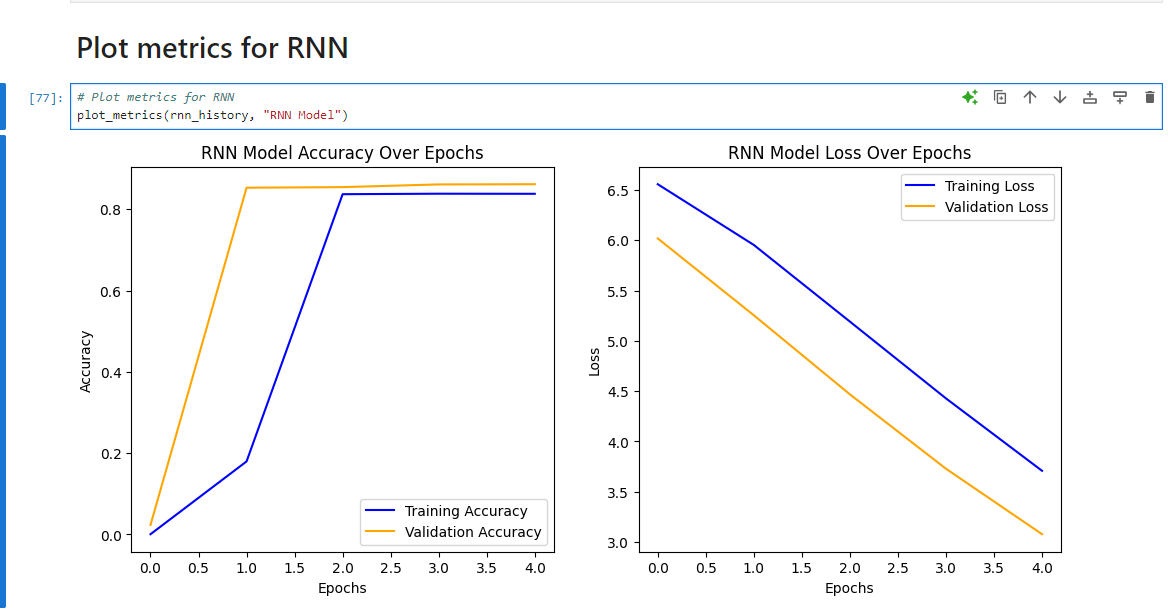 Plot metrics for RNN
[77]:
# Plot metrics for RNN
plot_metrics(rnn_history, "RNN Model")
RNN Model Accuracy Over Epochs
0.8
0.6
0.4
0.2
0.0
Accuracy
Training Accuracy
Validation Accuracy
0.0 0.5 1.0 1.5 2.0 2.5 3.0 3.5 4.0
Epochs
RNN Model Loss Over Epochs
6.5
6.0
5.5
5.0
4.5
4.0
3.5
3.0
Loss
Training Loss
Validation Loss
0.0 0.5 1.0 1.5 2.0 2.5 3.0 3.5 4.0
Epochs